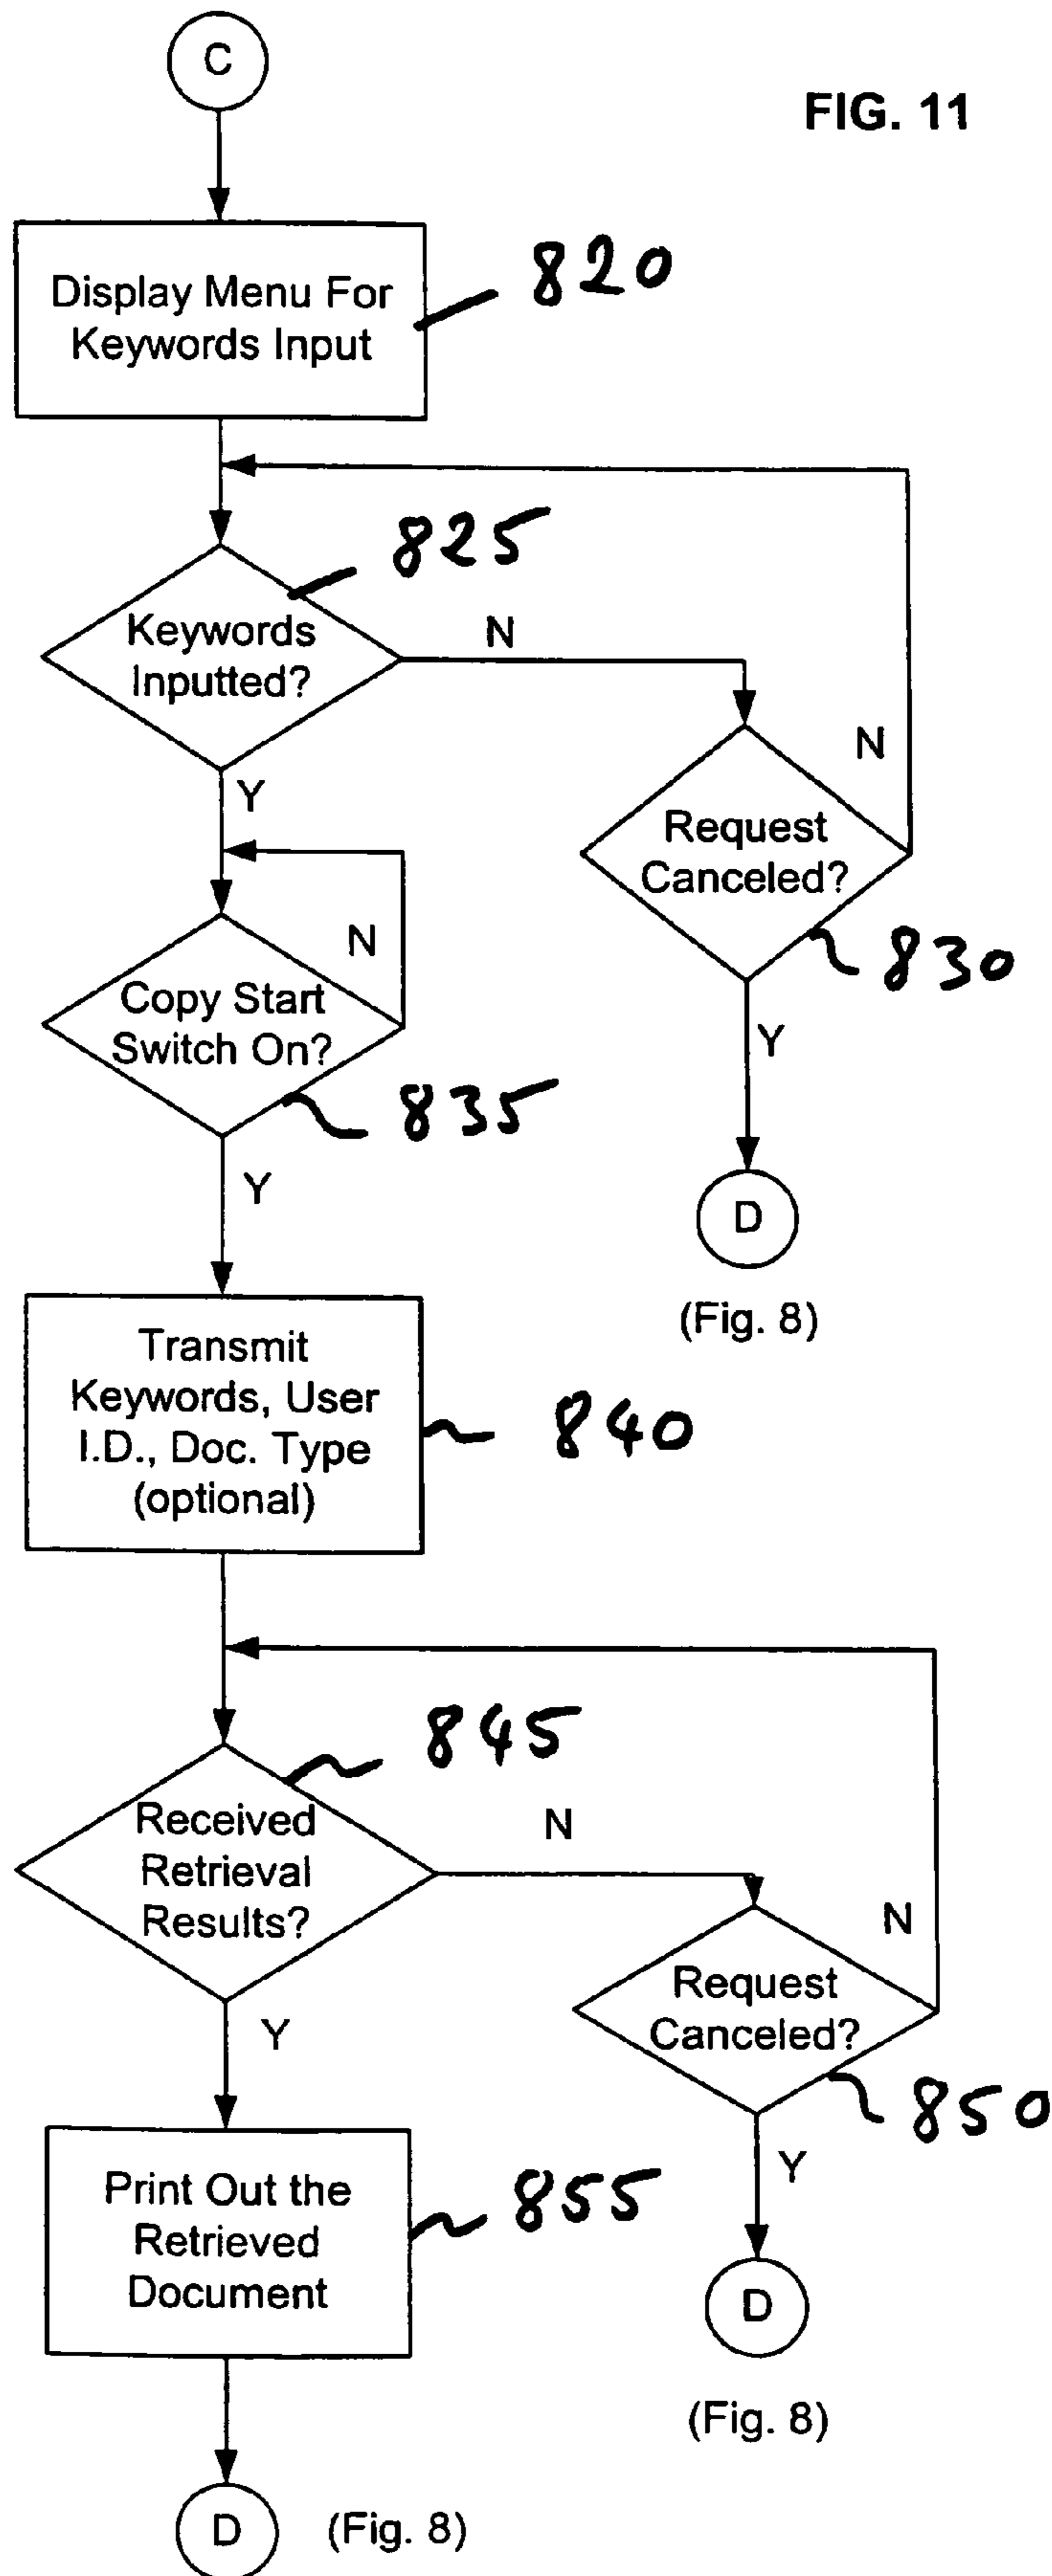 C
FIG. 11
Display Menu For
Keywords Input
820
825
Keywords
Inputted?
N
Y
N
Request
Canceled?
830
N
Copy Start
Switch On?
835
Y
Y
D
(Fig. 8)
Transmit
Keywords, User
I.D., Doc. Type
(optional)
840
845
Received
Retrieval
Results?
N
N
Request
Canceled?
850
Y
Y
Print Out the
Retrieved
Document
855
D
(Fig. 8)
D
(Fig. 8)